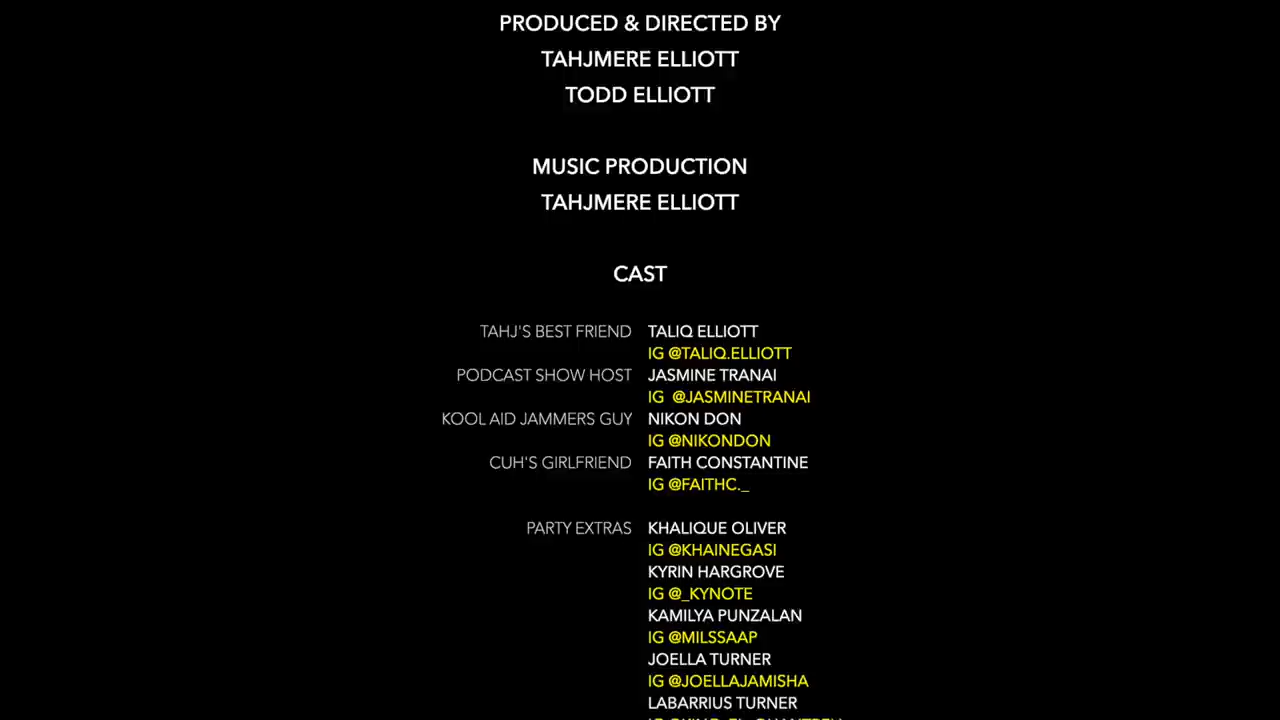 PRODUCED & DIRECTED BY
TAHJMERE ELLIOTT
TODD ELLIOTT
MUSIC PRODUCTION
TAHJMERE ELLIOTT
CAST
TAHJ'S BEST FRIEND TALIQ ELLIOTT
IG @TALIQ.ELLIOTT
PODCAST SHOW HOST JASMINE TRANAI
IG @JASMINETRANAI
KOOL AID JAMMERS GUY NIKON DON
IG @NIKONDON
CUH'S GIRLFRIEND FAITH CONSTANTINE
IG @FAITHC._
PARTY EXTRAS KHALIQUE OLIVER
IG @KHAINEGASI
KYRIN HARGROVE
IG @_KYNOTE
KAMILYA PUNZALAN
IG @MILSSAAP
JOELLA TURNER
IG @JOELLAJAMISHA
LABARRIUS TURNER
IG